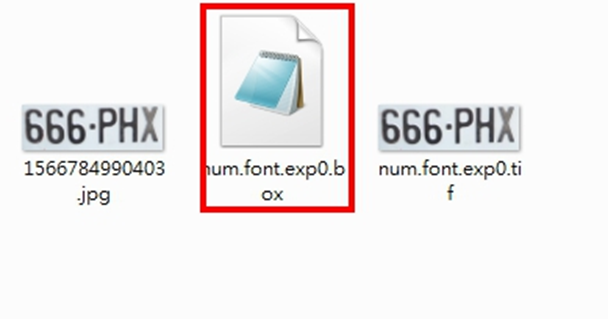 666·PHX
1566784990403
.jpg
num.font.exp0.b
ox
666·PHX
num.font.exp0.ti
f